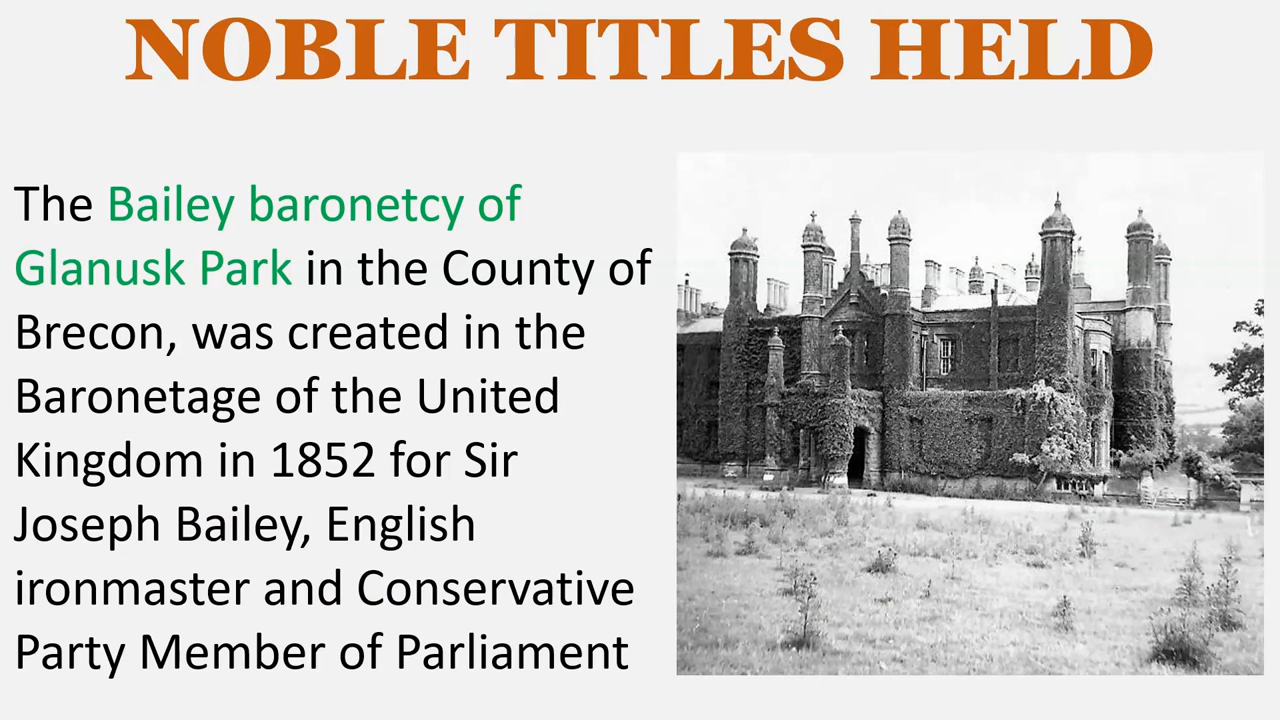 NOBLE TITLES HELD
The Bailey baronetcy of
Glanusk Park in the County of
Brecon, was created in the
Baronetage of the United
Kingdom in 1852 for Sir
Joseph Bailey, English
ironmaster and Conservative
Party Member of Parliament